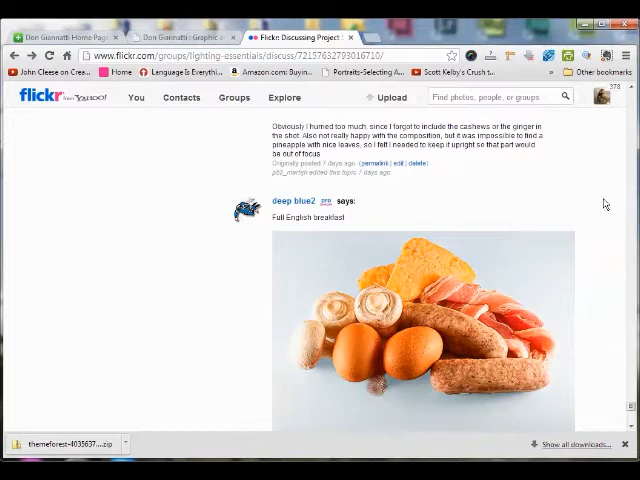 Don Giannatti Home Pag
Don Giannatti : Graphic a
Flickr: Discussing Project
www.flickr.com/groups/lighting-essentials/discuss/72157632793016710/
John Cleese on Crea...
Home
Language Is Everythi...
Amazon.com: Buyin...
Portraits-Selecting A...
Scott Kelby's Crush t...
»
Other bookmarks
flickr from YAHOO!
You
Contacts
Groups
Explore
Upload
Find photos, people, or groups
378
Obviously I hurried too much, since I forgot to include the cashews or the ginger in
the shot. Also not really happy with the composition, but it was impossible to find a
pineapple with nice leaves, so I felt I needed to keep it upright so that part would
be out of focus
Originally posted 7 days ago. (permalink | edit | delete)
p52_martijn edited this topic 7 days ago.
deep blue2 pro says:
Full English breakfast
themeforest-4035637....zip
Show all downloads...